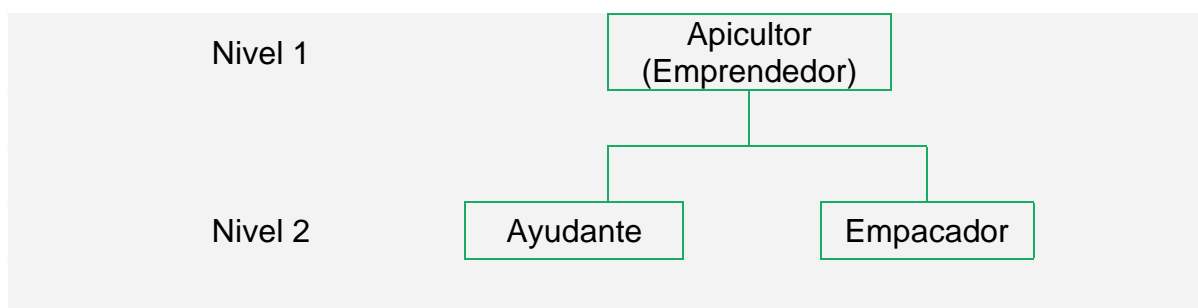 Nivel 1
Apicultor
(Emprendedor)
Nivel 2
Ayudante
Empacador